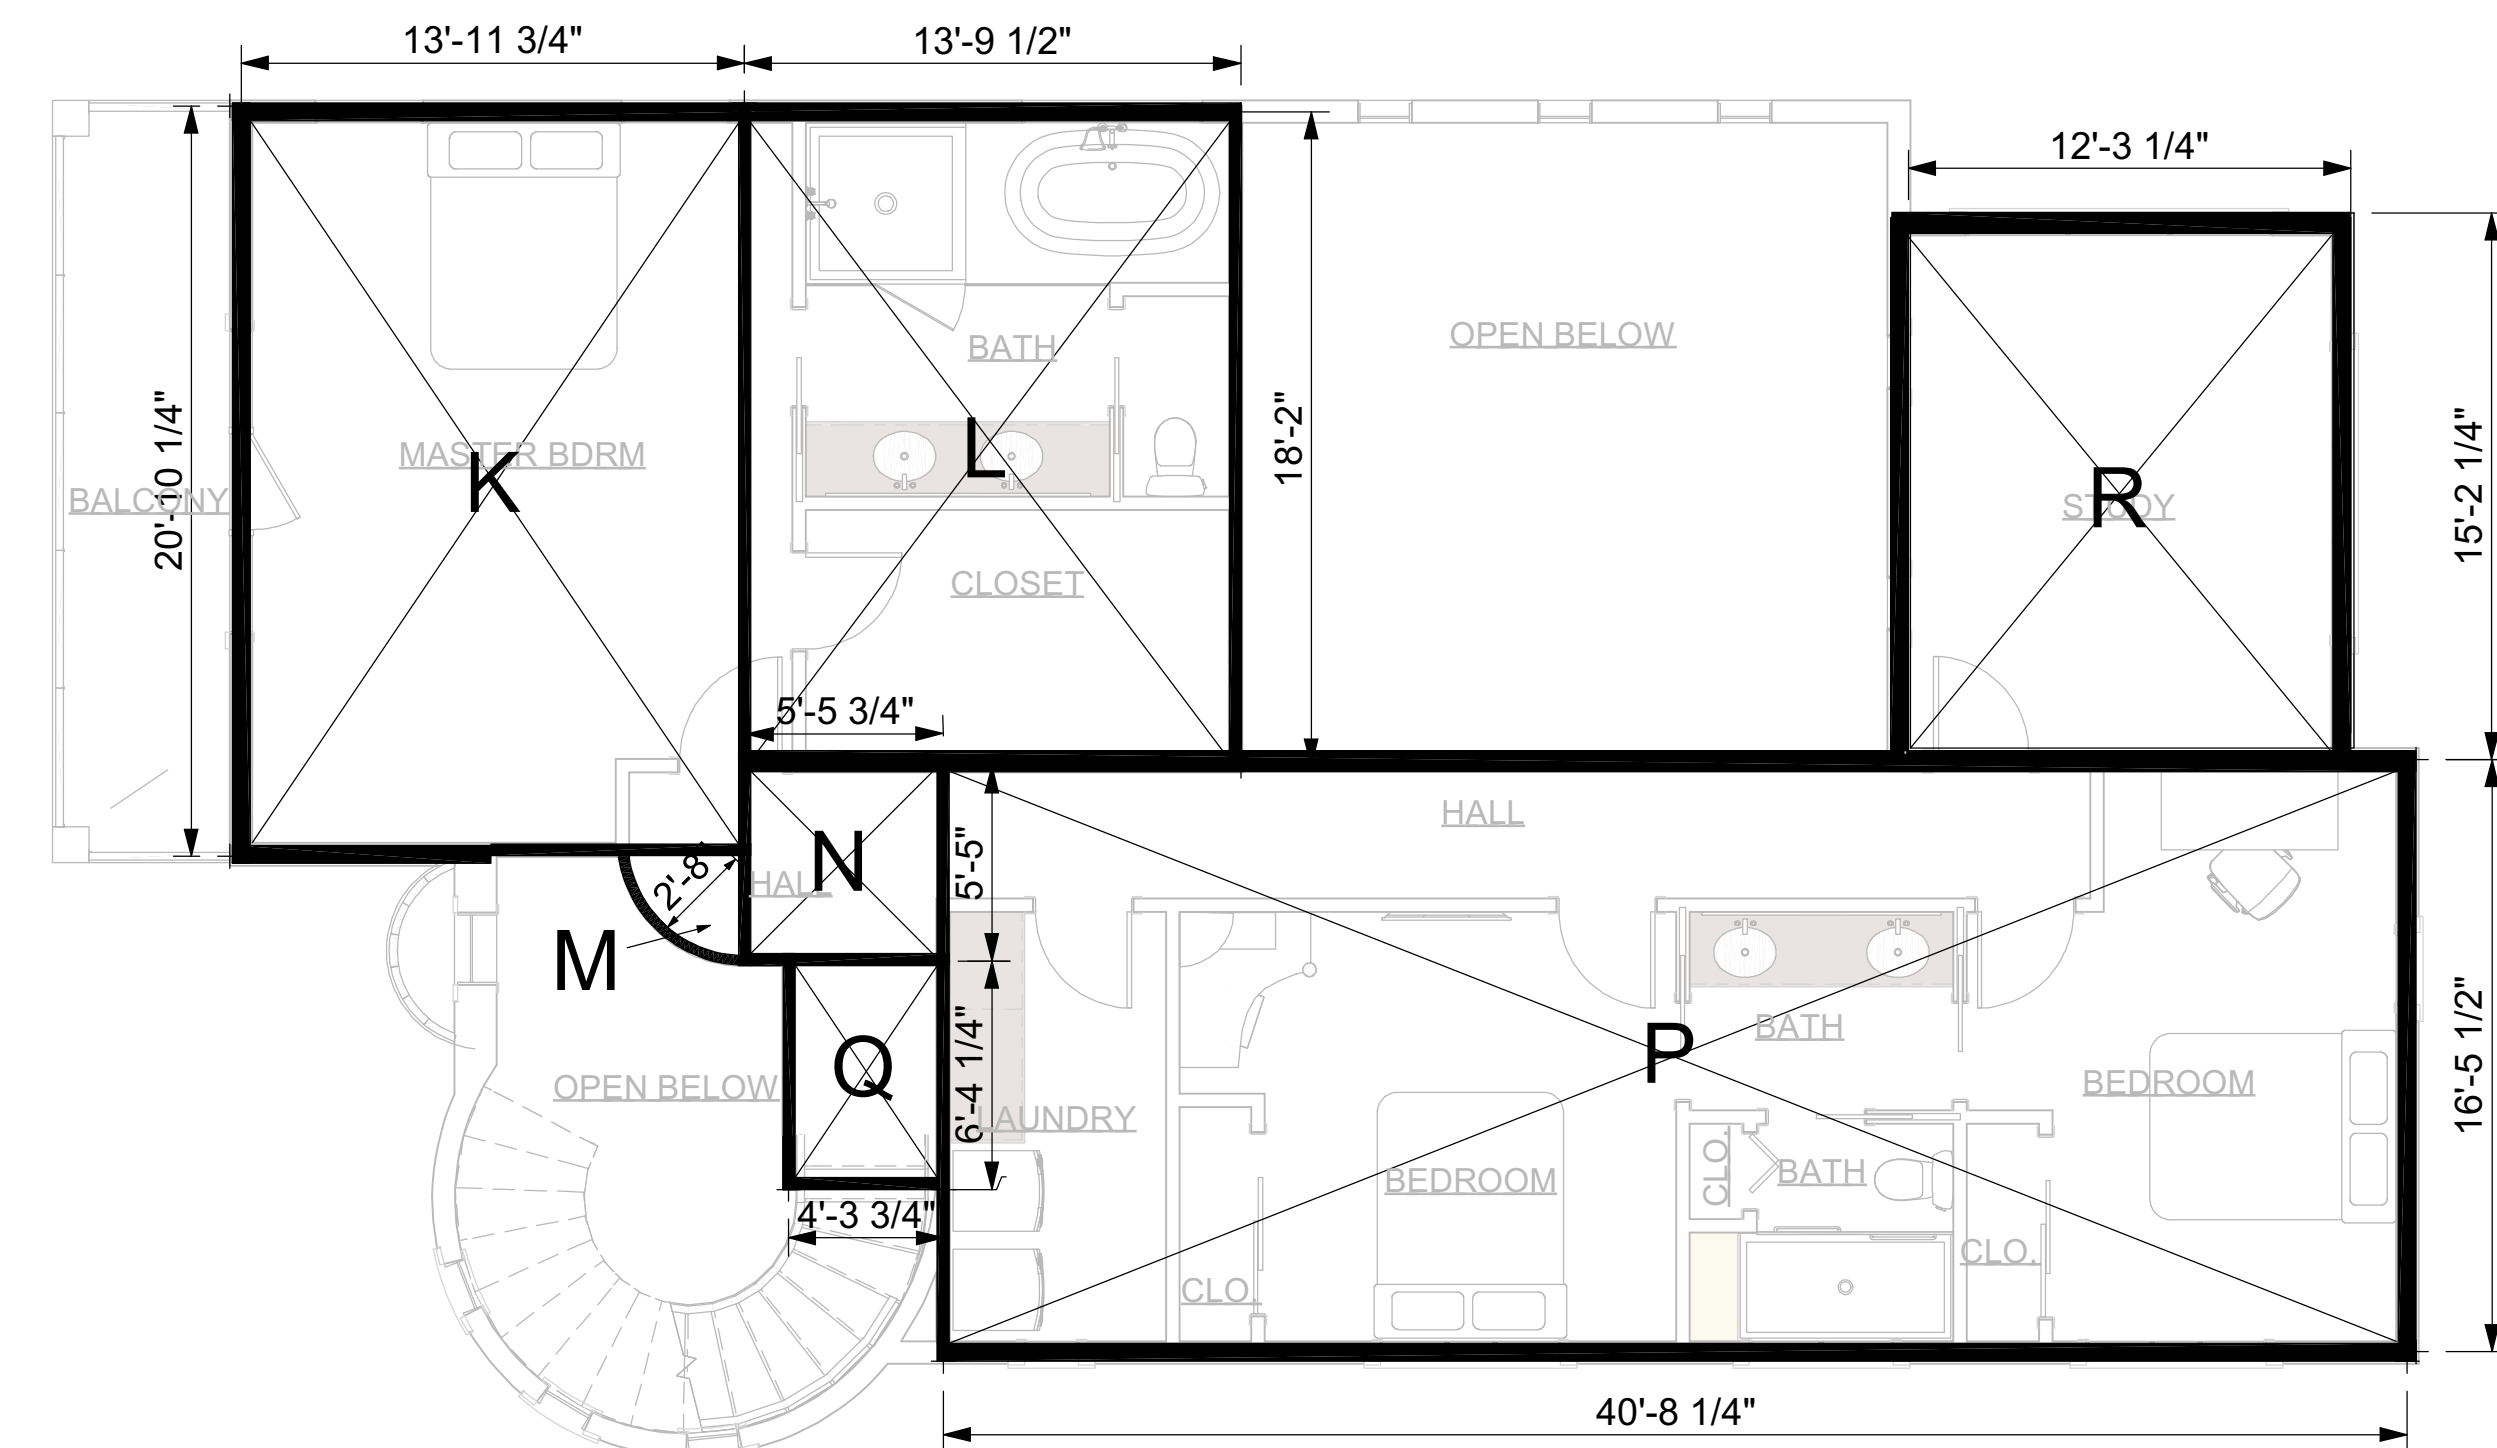 13'-11 3/4"
13'-9 1/2"
12'-3 1/4"
OPEN BELOW
BATH
18'-2"
MASTER BDRM
K
L
BALCONY
20'-10 1/4"
STUDY
R
15'-2 1/4"
CLOSET
5'-5 3/4"
HALL
N
HALL
5'-5"
2'-8"
M
OPEN BELOW
Q
6'-4 1/4"
LAUNDRY
P
BATH
BEDROOM
16'-5 1/2"
CLO.
BATH
BEDROOM
4'-3 3/4"
CLO.
CLO.
40'-8 1/4"